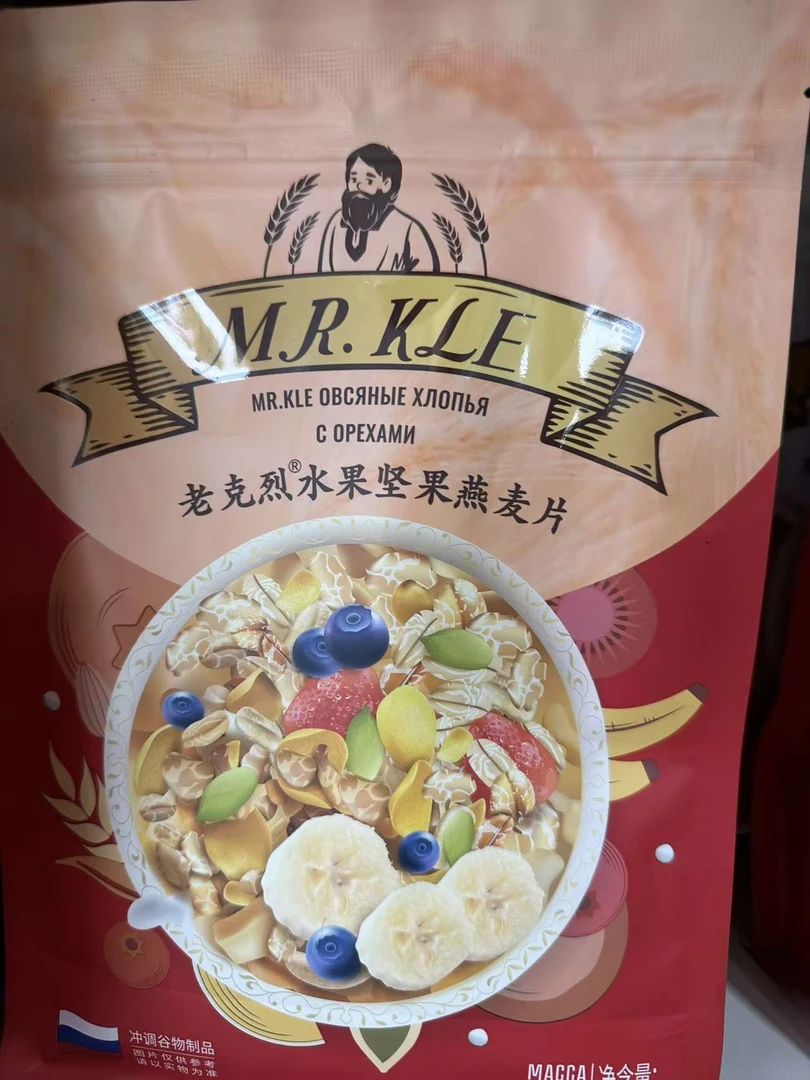 MR. KLE
MR.KLE ОВСЯНЫЕ ХЛОПЬЯ
С ОРЕХАМИ
老克烈®水果坚果燕麦片
冲调谷物制品
图片仅供参考
请以实物为准
МАССА/净含量: